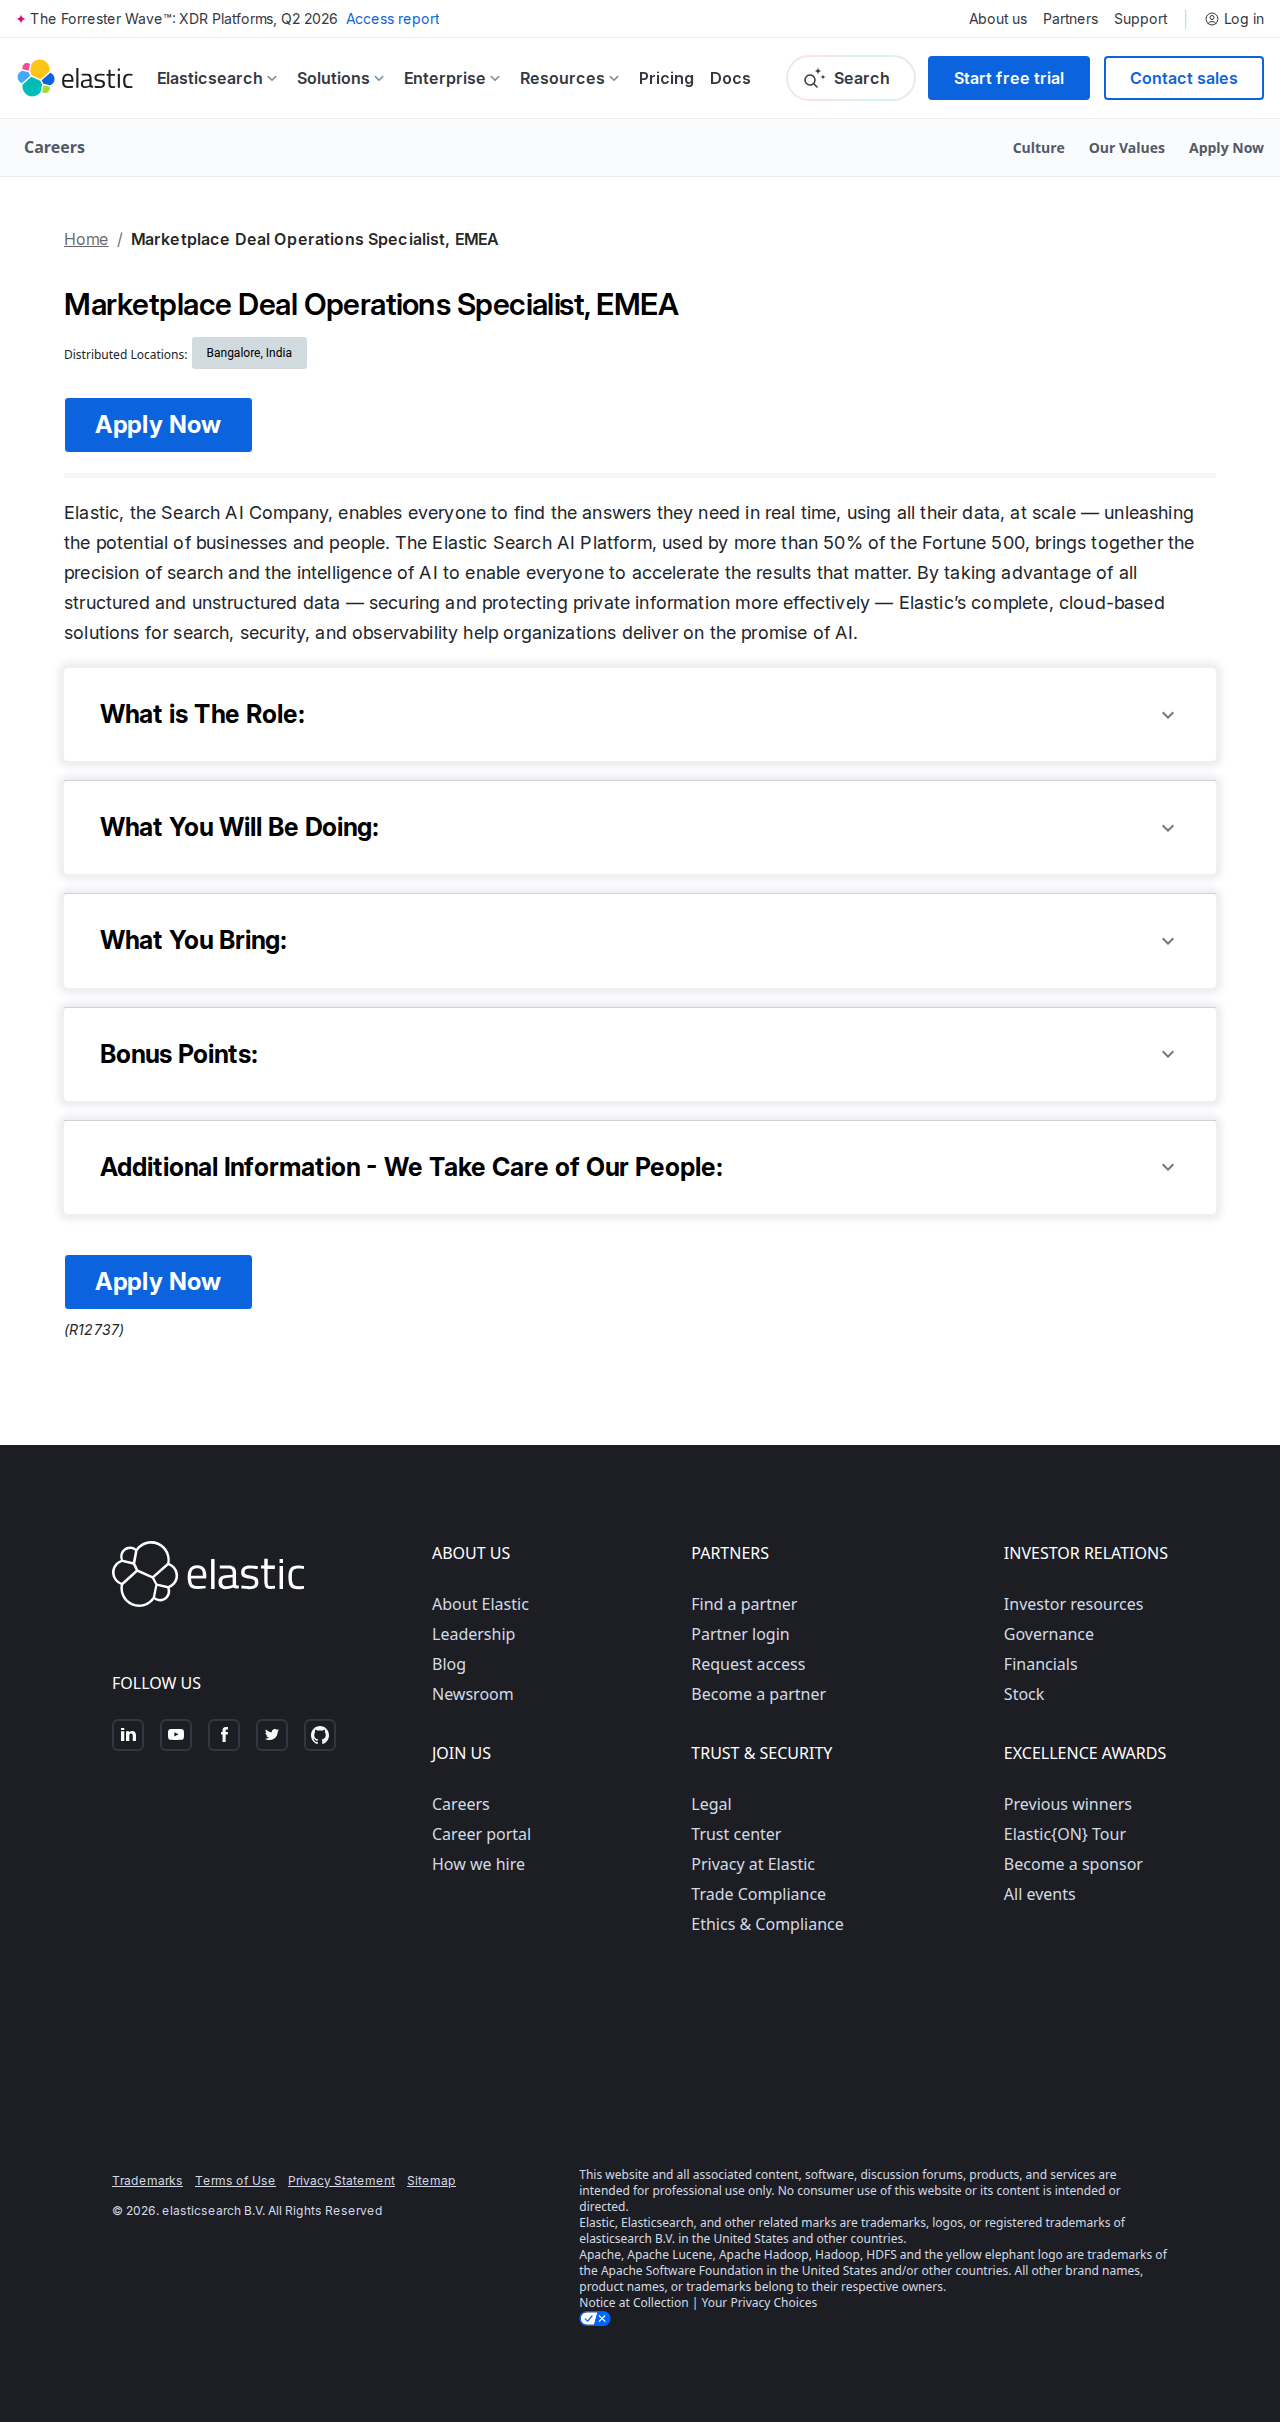 The Forrester Wave™: XDR Platforms, Q2 2026 Access report
About us Partners Support Log in
elastic Elasticsearch Solutions Enterprise Resources Pricing Docs Search Start free trial Contact sales
Careers Culture Our Values Apply Now
Home / Marketplace Deal Operations Specialist, EMEA
Marketplace Deal Operations Specialist, EMEA
Distributed Locations: Bangalore, India
Apply Now
Elastic, the Search AI Company, enables everyone to find the answers they need in real time, using all their data, at scale — unleashing
the potential of businesses and people. The Elastic Search AI Platform, used by more than 50% of the Fortune 500, brings together the
precision of search and the intelligence of AI to enable everyone to accelerate the results that matter. By taking advantage of all
structured and unstructured data — securing and protecting private information more effectively — Elastic’s complete, cloud-based
solutions for search, security, and observability help organizations deliver on the promise of AI.
What is The Role:
What You Will Be Doing:
What You Bring:
Bonus Points:
Additional Information - We Take Care of Our People:
Apply Now
(R12737)
elastic
FOLLOW US
ABOUT US
About Elastic
Leadership
Blog
Newsroom
PARTNERS
Find a partner
Partner login
Request access
Become a partner
INVESTOR RELATIONS
Investor resources
Governance
Financials
Stock
JOIN US
Careers
Career portal
How we hire
TRUST & SECURITY
Legal
Trust center
Privacy at Elastic
Trade Compliance
Ethics & Compliance
EXCELLENCE AWARDS
Previous winners
Elastic{ON} Tour
Become a sponsor
All events
Trademarks Terms of Use Privacy Statement Sitemap
© 2026. elasticsearch B.V. All Rights Reserved
This website and all associated content, software, discussion forums, products, and services are
intended for professional use only. No consumer use of this website or its content is intended or
directed.
Elastic, Elasticsearch, and other related marks are trademarks, logos, or registered trademarks of
elasticsearch B.V. in the United States and other countries.
Apache, Apache Lucene, Apache Hadoop, Hadoop, HDFS and the yellow elephant logo are trademarks of
the Apache Software Foundation in the United States and/or other countries. All other brand names,
product names, or trademarks belong to their respective owners.
Notice at Collection | Your Privacy Choices